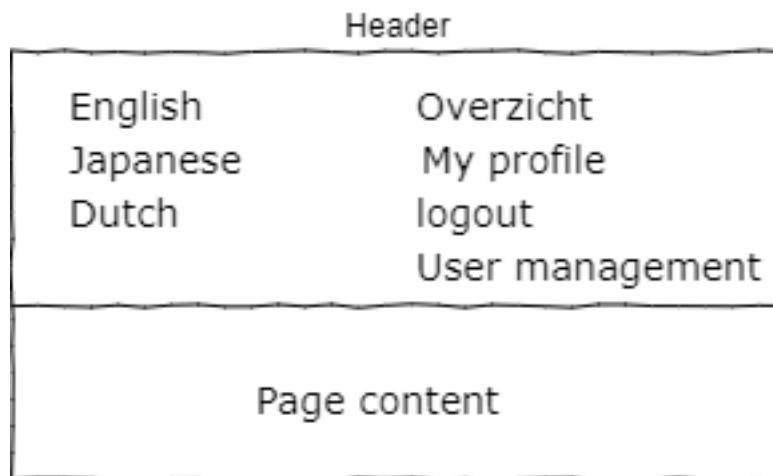 Header
English
Japanese
Dutch
Overzicht
My profile
logout
User management
Page content